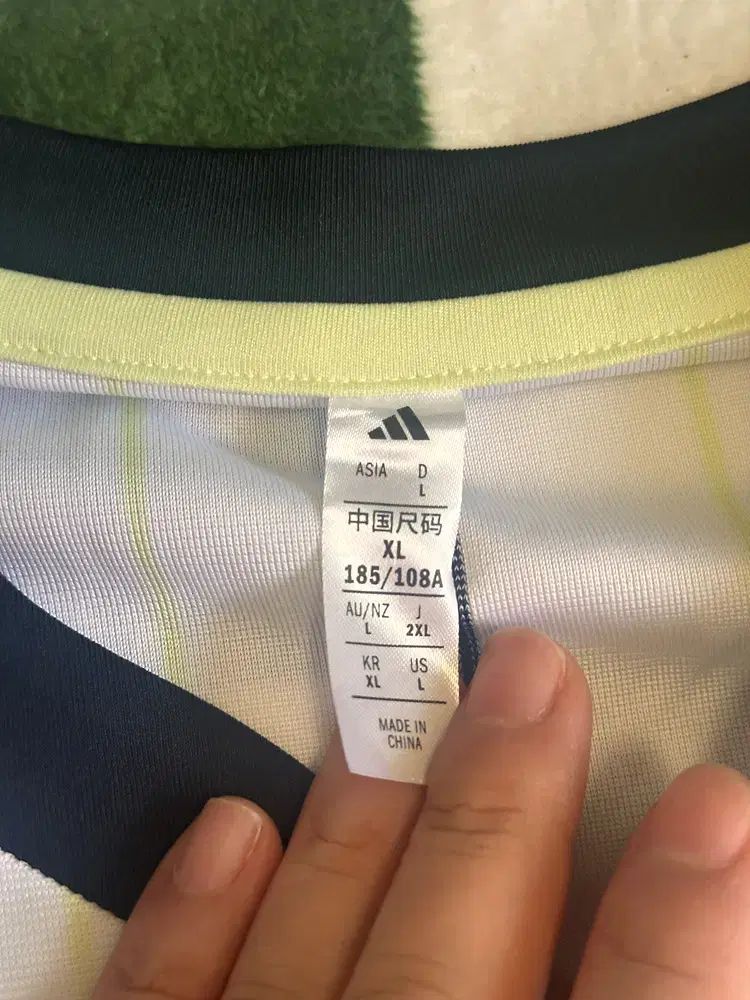 ASIA D
L
中国尺码
XL
185/108A
AU/NZ J
L 2XL
KR US
XL L
MADE IN
CHINA